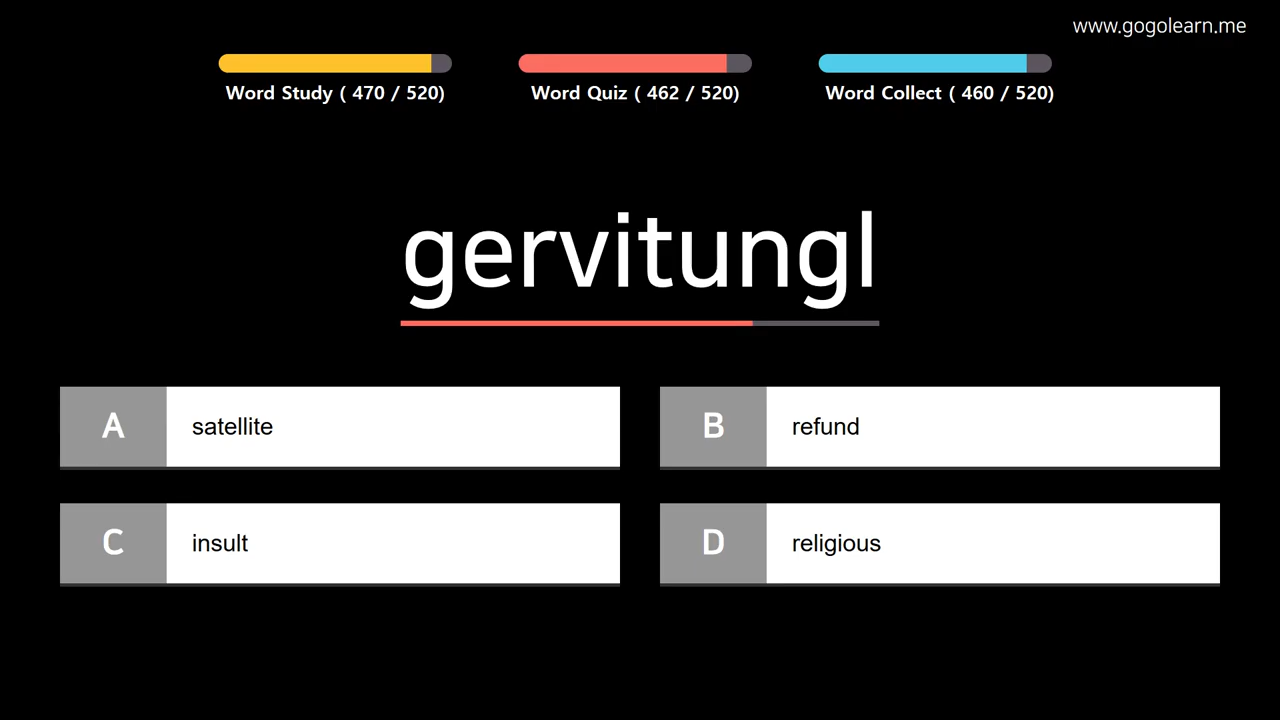 www.gogolearn.me
Word Study ( 470 / 520)
Word Quiz ( 462 / 520)
Word Collect ( 460 / 520)
gervitungl
A satellite
B refund
C insult
D religious